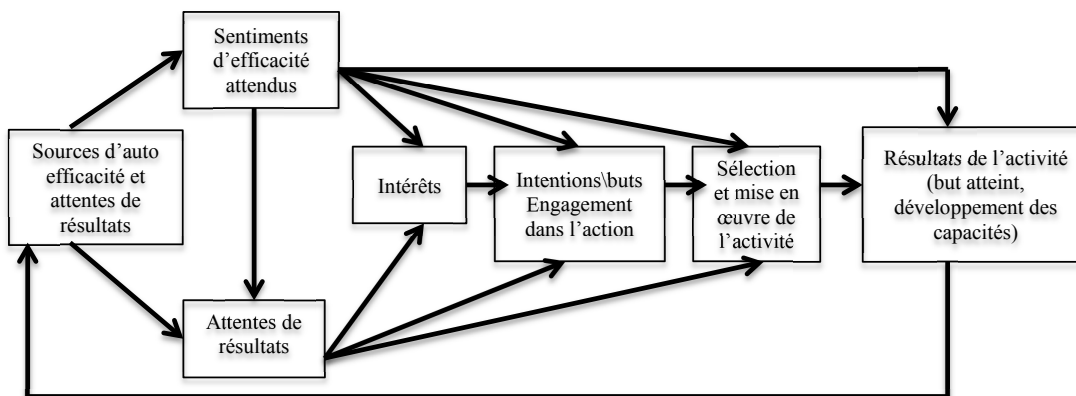 Sentiments
d'efficacité
attendus
Sources d'auto
efficacité et
attentes de
résultats
Intérêts
Intentions\buts
Engagement
dans l'action
Sélection
et mise en
œuvre de
l'activité
Résultats de l'activité
(but atteint,
développement des
capacités)
Attentes de
résultats